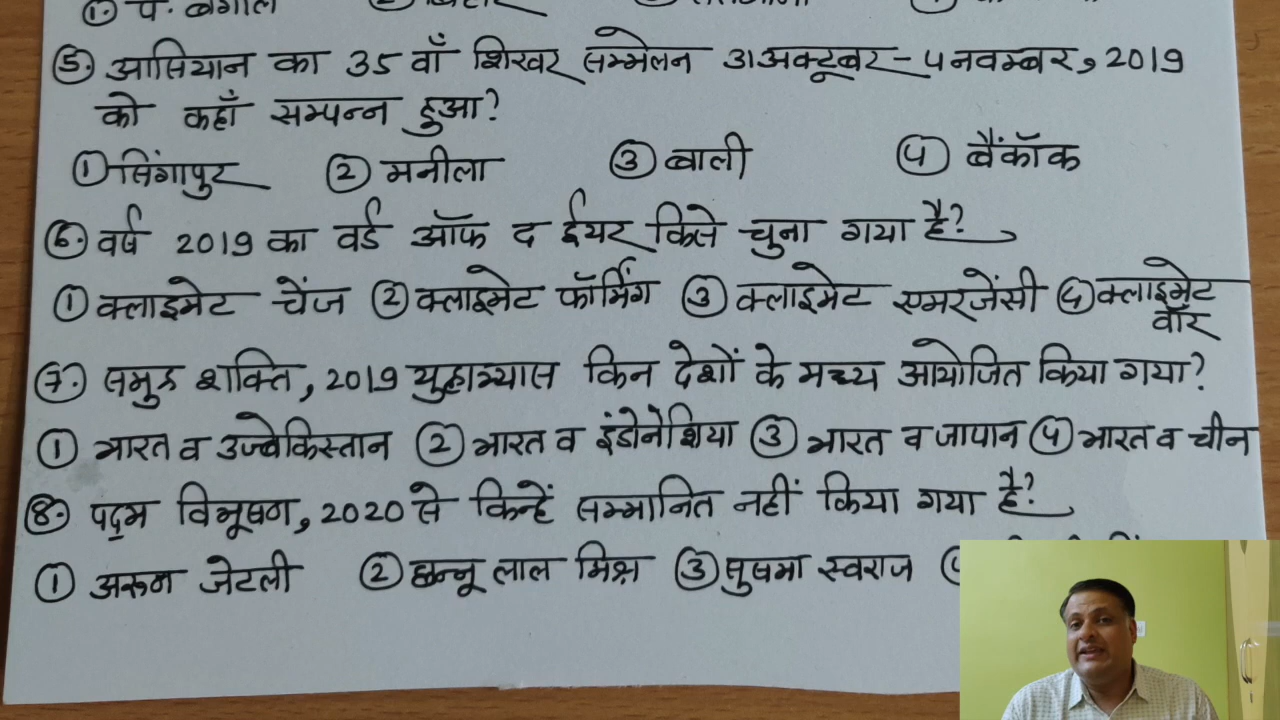 ① प. बंगाल ② बिहार
⑤. आसियान का 35 वाँ शिखर सम्मेलन 31 अक्टूबर - 4 नवम्बर, 2019
को कहाँ सम्पन्न हुआ?
① सिंगापुर ② मनीला ③ बाली ④ बैंकॉक
⑥. वर्ष 2019 का वर्ड ऑफ द ईयर किसे चुना गया है?
① क्लाइमेट चेंज ② क्लाइमेट फॉर्मिंग ③ क्लाइमेट एमरजेंसी ④ क्लाइमेट
वॉर
⑦. समुद्र शक्ति, 2019 युद्धाभ्यास किन देशों के मध्य आयोजित किया गया?
① भारत व उज्बेकिस्तान ② भारत व इंडोनेशिया ③ भारत व जापान ④ भारत व चीन
⑧. पद्म विभूषण, 2020 से किन्हें सम्मानित नहीं किया गया है?
① अरुण जेटली ② छन्नू लाल मिश्र ③ सुषमा स्वराज